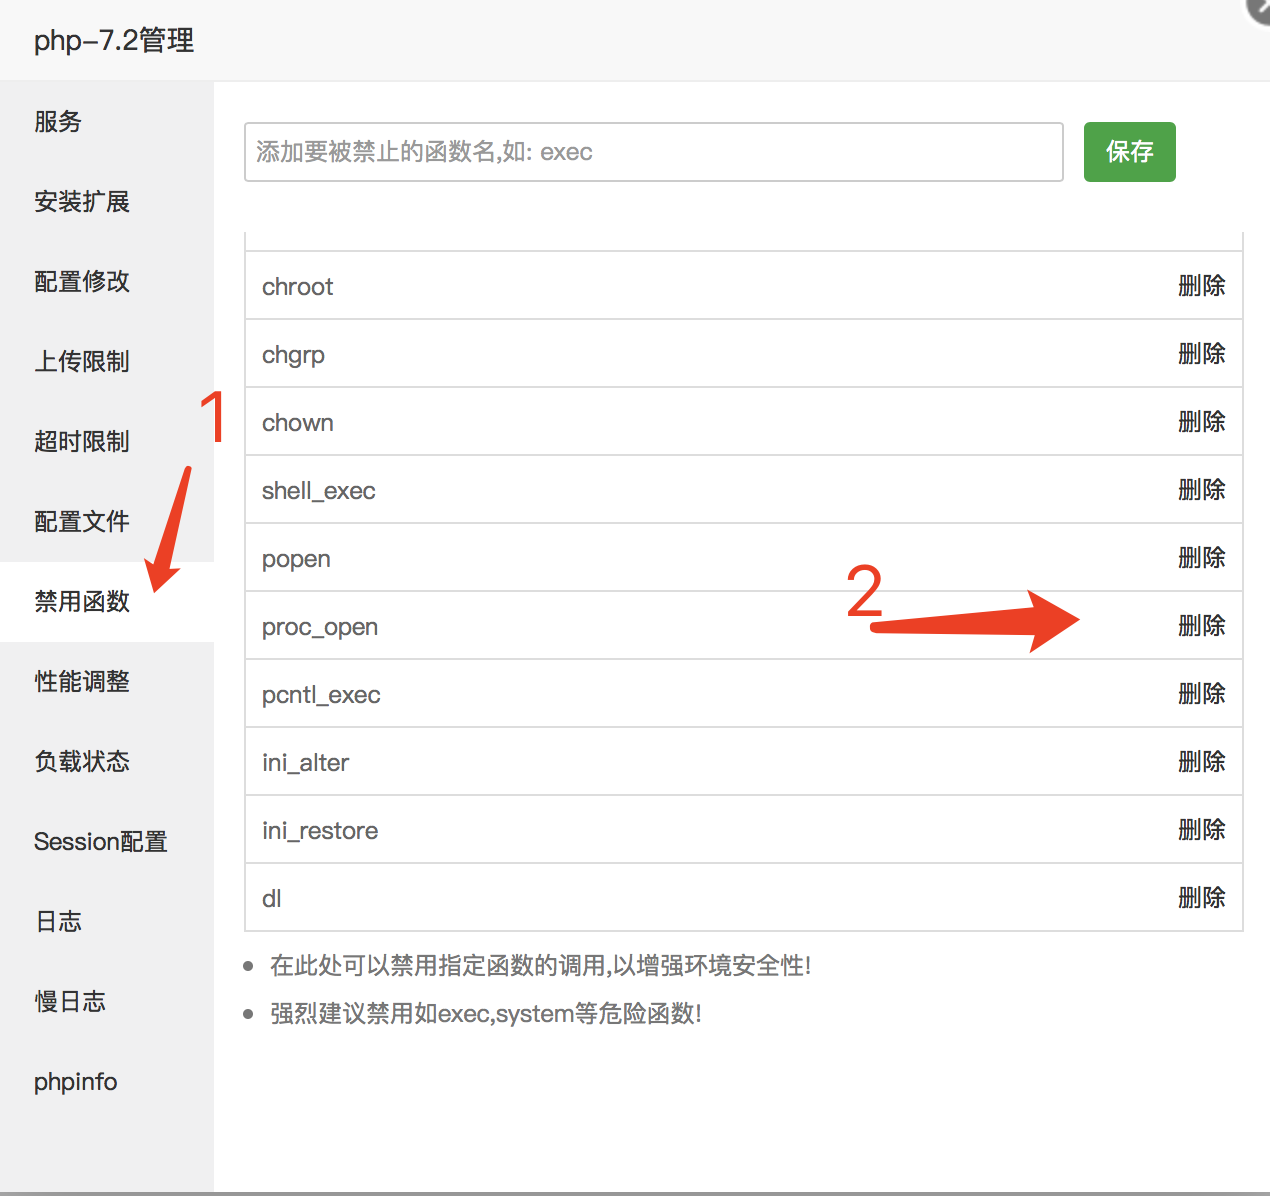 php-7.2管理
服务
安装扩展
配置修改
上传限制
超时限制
配置文件
禁用函数
性能调整
负载状态
Session配置
日志
慢日志
phpinfo
1
添加要被禁止的函数名,如: exec
保存
chroot 删除
chgrp 删除
chown 删除
shell_exec 删除
popen 删除
2
proc_open 删除
pcntl_exec 删除
ini_alter 删除
ini_restore 删除
dl 删除
在此处可以禁用指定函数的调用,以增强环境安全性!
强烈建议禁用如exec,system等危险函数!